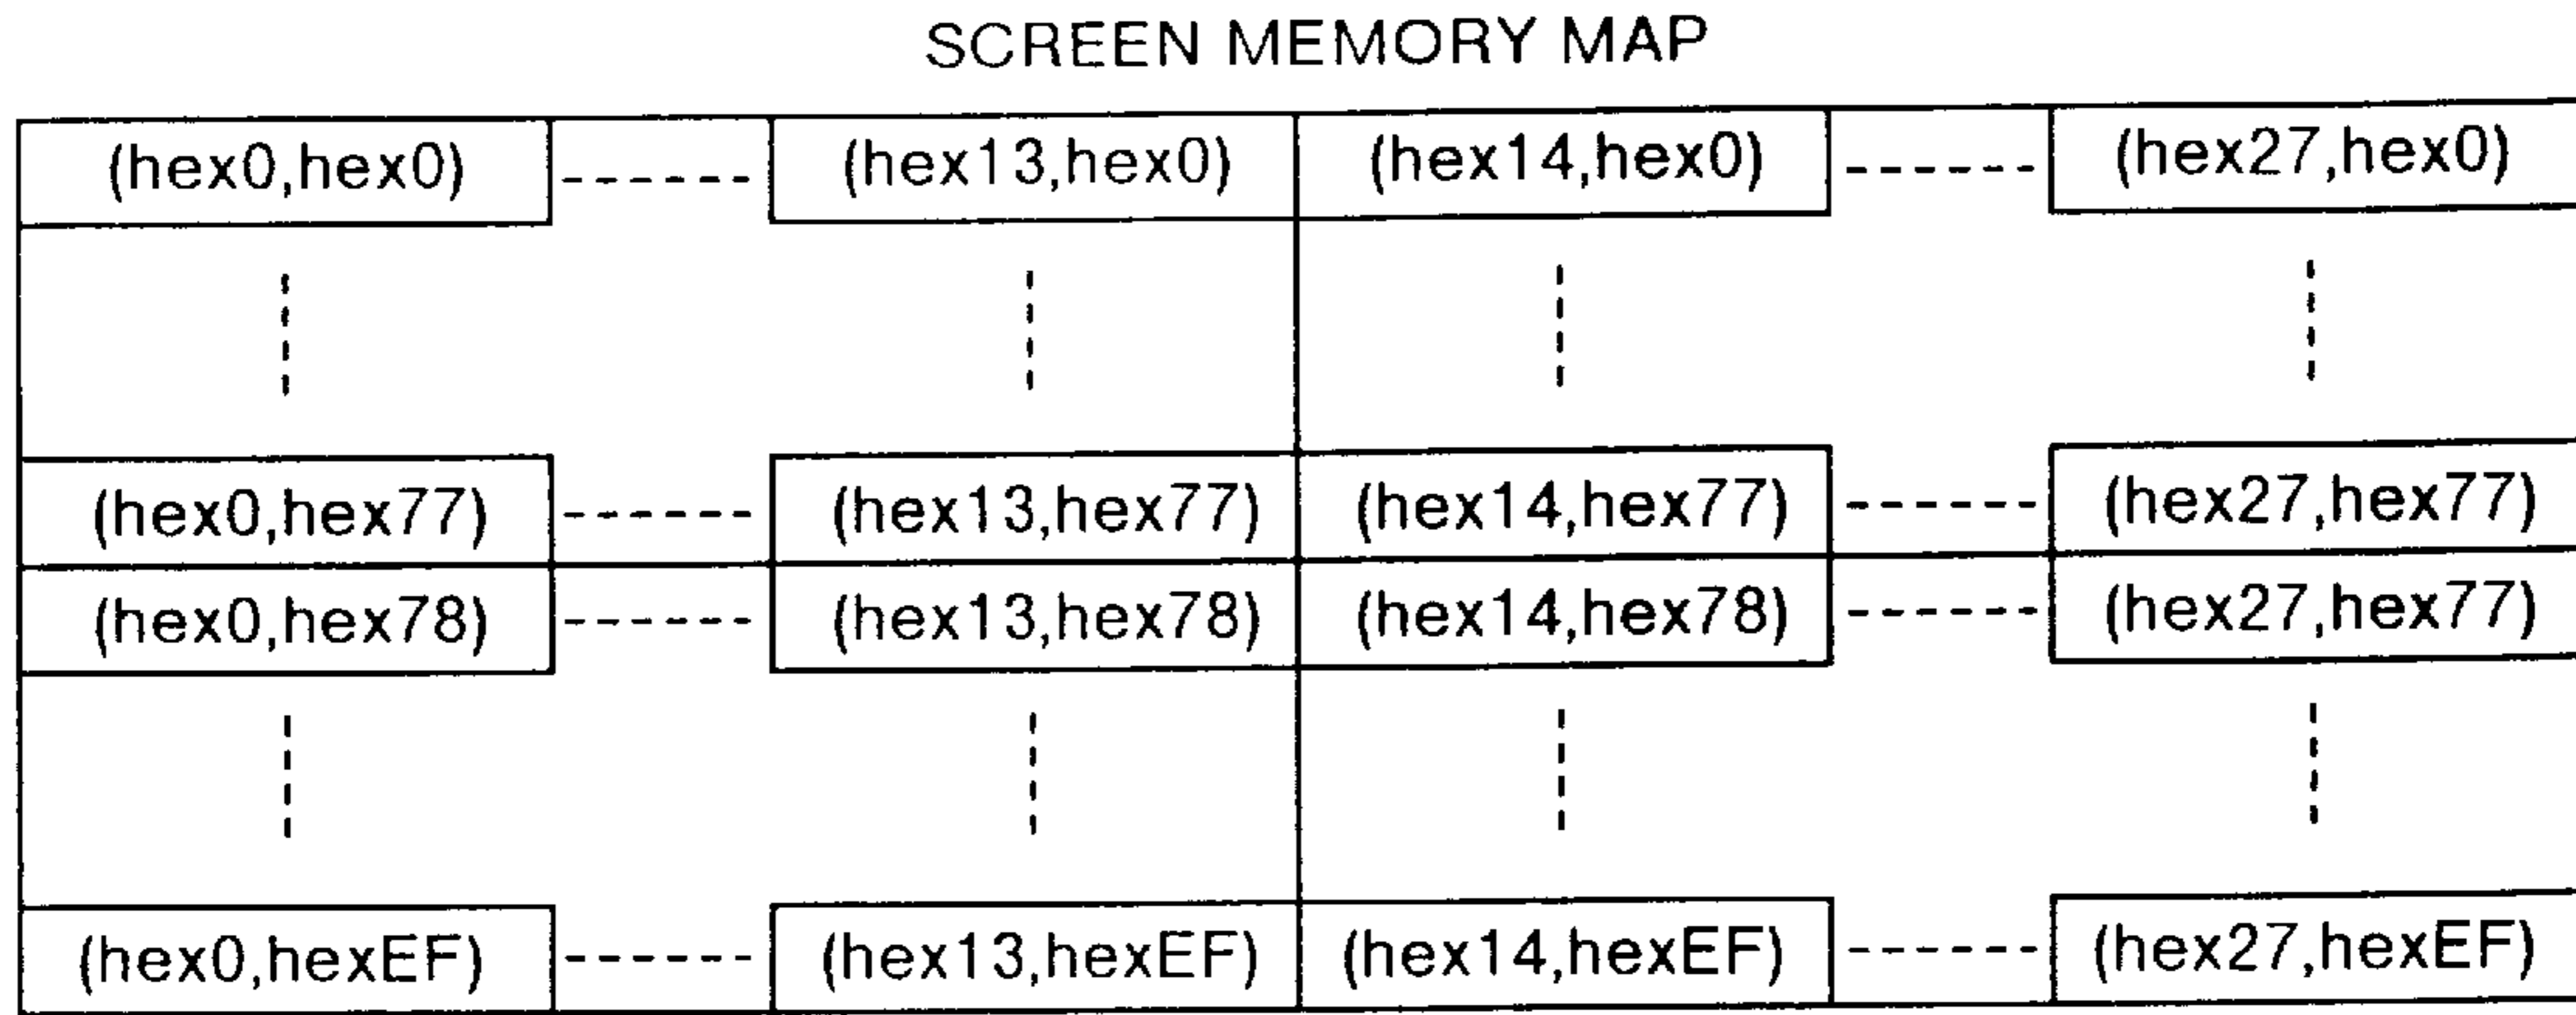 SCREEN MEMORY MAP
(hex0,hex0) ------ (hex13,hex0) (hex14,hex0) ------ (hex27,hex0)
(hex0,hex77) ------ (hex13,hex77) (hex14,hex77) ------ (hex27,hex77)
(hex0,hex78) ------ (hex13,hex78) (hex14,hex78) ------ (hex27,hex77)
(hex0,hexEF) ------ (hex13,hexEF) (hex14,hexEF) ------ (hex27,hexEF)